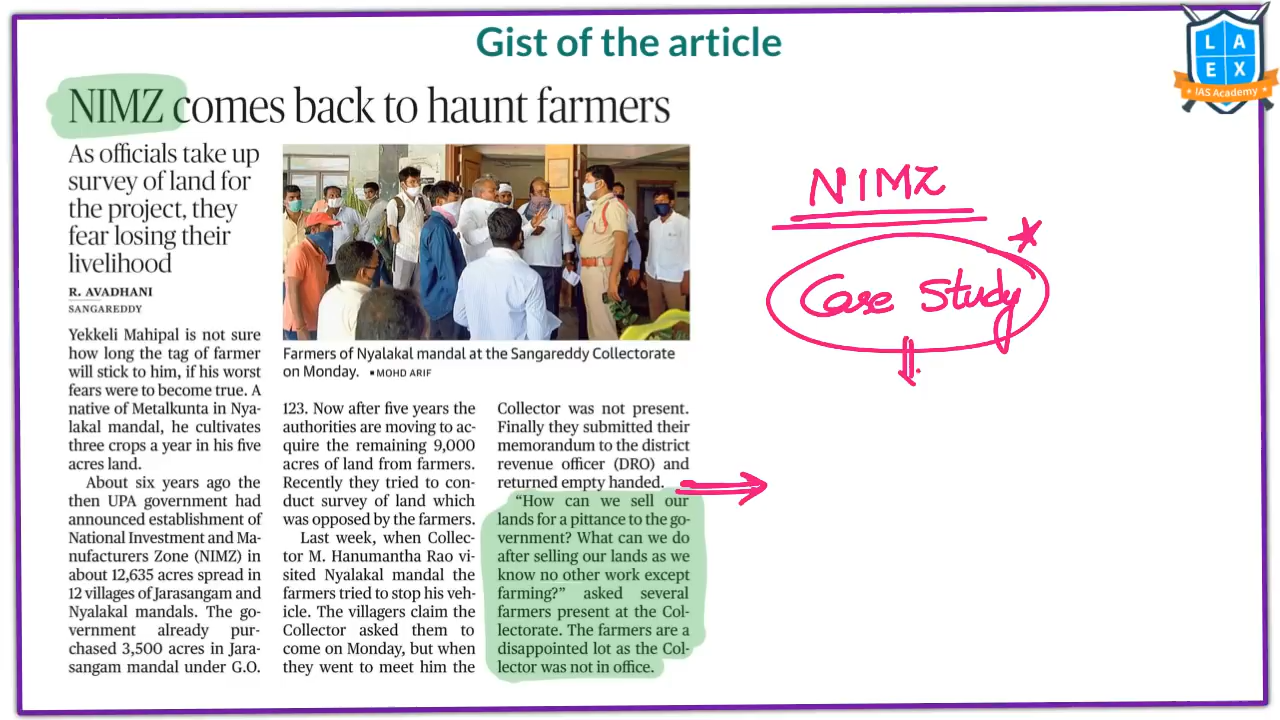 Gist of the article
L A
E X
IAS Academy
NIMZ comes back to haunt farmers
As officials take up
survey of land for
the project, they
fear losing their
livelihood
R. AVADHANI
SANGAREDDY
Yekkeli Mahipal is not sure
how long the tag of farmer
will stick to him, if his worst
fears were to become true. A
native of Metalkunta in Nya-
lakal mandal, he cultivates
three crops a year in his five
acres land.
About six years ago the
then UPA government had
announced establishment of
National Investment and Ma-
nufacturers Zone (NIMZ) in
about 12,635 acres spread in
12 villages of Jarasangam and
Nyalakal mandals. The go-
vernment already pur-
chased 3,500 acres in Jara-
sangam mandal under G.O.
Farmers of Nyalakal mandal at the Sangareddy Collectorate
on Monday. ▪MOHD ARIF
123. Now after five years the
authorities are moving to ac-
quire the remaining 9,000
acres of land from farmers.
Recently they tried to con-
duct survey of land which
was opposed by the farmers.
Last week, when Collec-
tor M. Hanumantha Rao vi-
sited Nyalakal mandal the
farmers tried to stop his veh-
icle. The villagers claim the
Collector asked them to
come on Monday, but when
they went to meet him the
Collector was not present.
Finally they submitted their
memorandum to the district
revenue officer (DRO) and
returned empty handed.
“How can we sell our
lands for a pittance to the go-
vernment? What can we do
after selling our lands as we
know no other work except
farming?” asked several
farmers present at the Col-
lectorate. The farmers are a
disappointed lot as the Col-
lector was not in office.
NIMZ
Case Study